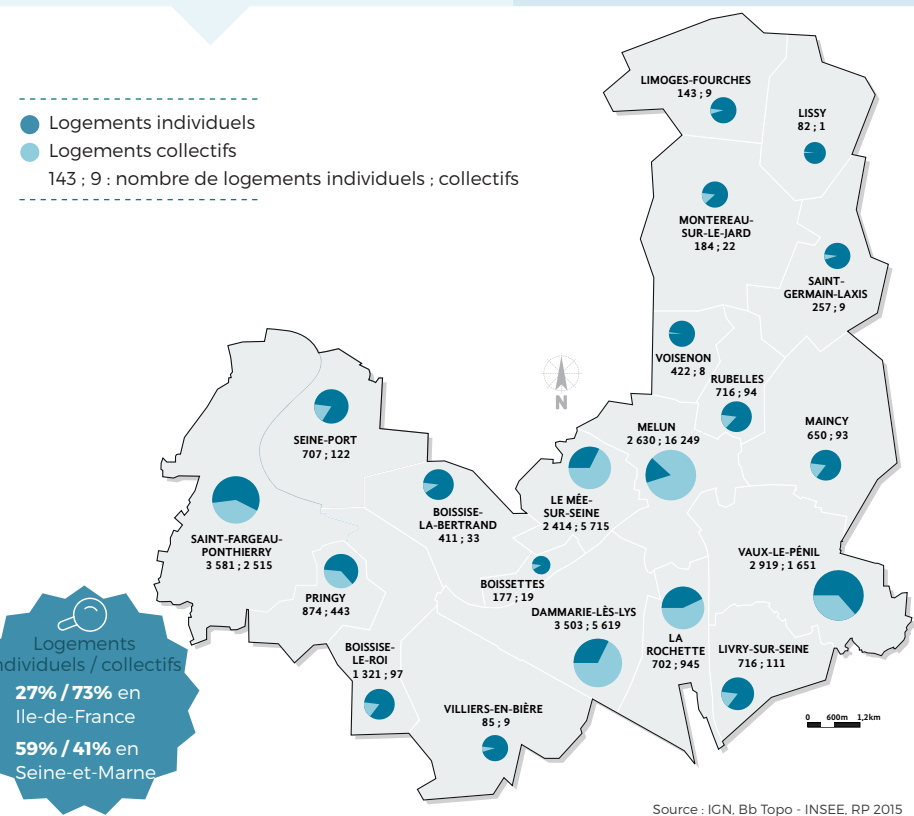 Logements individuels
Logements collectifs
143 ; 9 : nombre de logements individuels ; collectifs
LIMOGES-FOURCHES
143 ; 9
LISSY
82 ; 1
MONTEREAU-
SUR-LE-JARD
184 ; 22
SAINT-
GERMAIN-LAXIS
257 ; 9
VOISENON
422 ; 8
RUBELLES
716 ; 94
MAINCY
650 ; 93
MELUN
2 630 ; 16 249
SEINE-PORT
707 ; 122
LE MÉE-
SUR-SEINE
2 414 ; 5 715
BOISSISE-
LA-BERTRAND
411 ; 33
SAINT-FARGEAU-
PONTHIERRY
3 581 ; 2 515
VAUX-LE-PÉNIL
2 919 ; 1 651
BOISSETTES
177 ; 19
PRINGY
874 ; 443
DAMMARIE-LÈS-LYS
3 503 ; 5 619
LA
ROCHETTE
702 ; 945
LIVRY-SUR-SEINE
716 ; 111
BOISSISE-
LE-ROI
1 321 ; 97
VILLIERS-EN-BIÈRE
85 ; 9
N
0 600m 1,2km
Logements
ndividuels / collectifs
27% / 73% en
Ile-de-France
59% / 41% en
Seine-et-Marne
Source : IGN, Bb Topo - INSEE, RP 2015